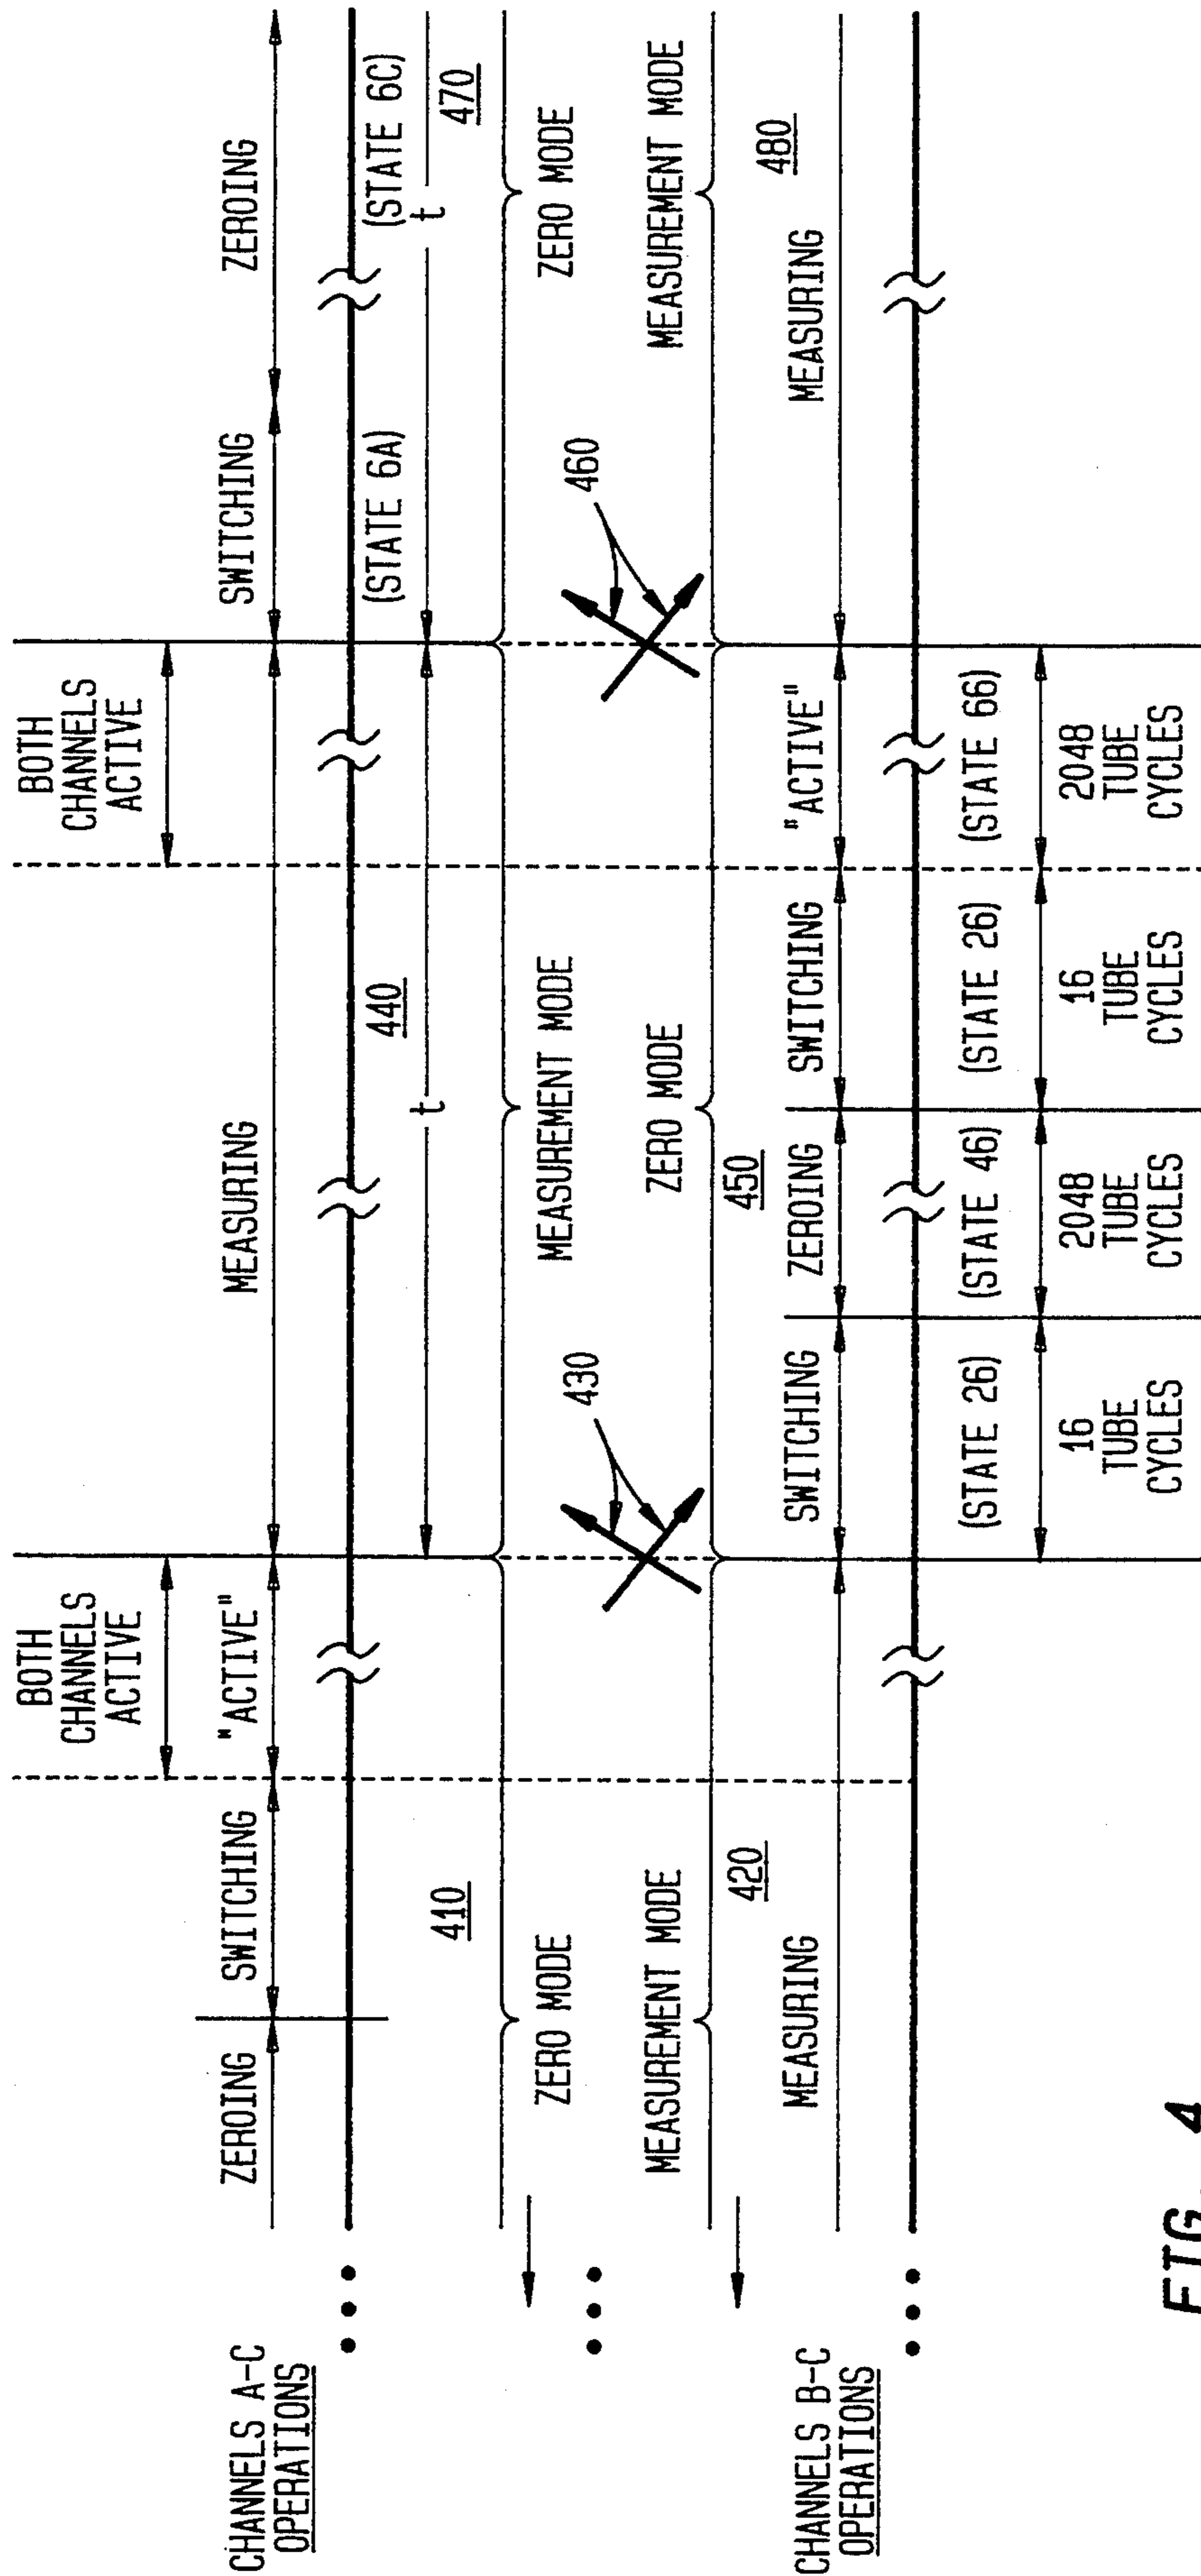 BOTH
CHANNELS
ACTIVE
BOTH
CHANNELS
ACTIVE
CHANNELS A-C
OPERATIONS
ZEROING
SWITCHING
"ACTIVE"
MEASURING
SWITCHING
ZEROING
410
440
(STATE 6A)
(STATE 6C)
t
t
470
ZERO MODE
MEASUREMENT MODE
ZERO MODE
430
460
MEASUREMENT MODE
ZERO MODE
MEASUREMENT MODE
420
450
480
CHANNELS B-C
OPERATIONS
MEASURING
SWITCHING
ZEROING
SWITCHING
"ACTIVE"
MEASURING
(STATE 26)
(STATE 46)
(STATE 26)
(STATE 66)
16
TUBE
CYCLES
2048
TUBE
CYCLES
16
TUBE
CYCLES
2048
TUBE
CYCLES
FIG. 4